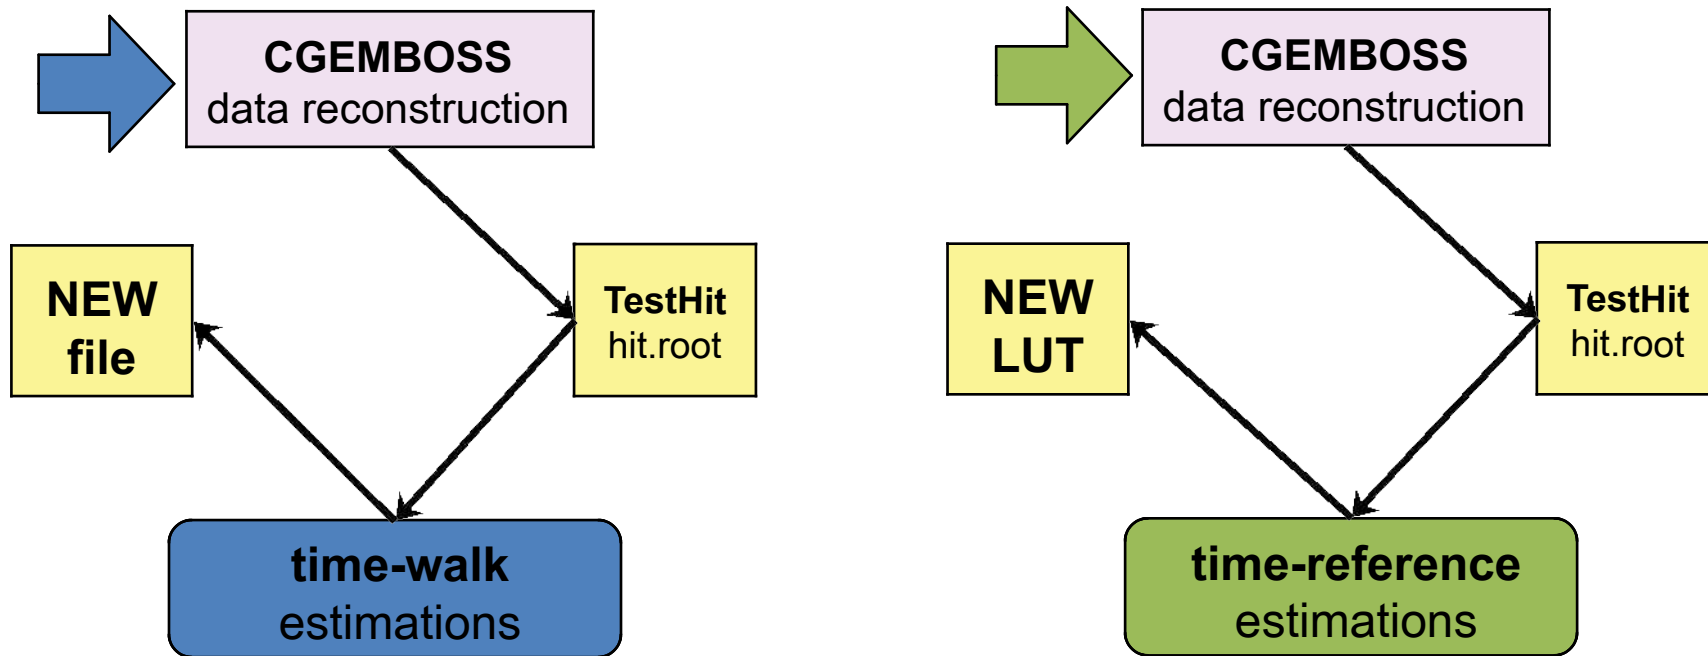 CGEMBOSS
data reconstruction
NEW
file
TestHit
hit.root
time-walk
estimations
CGEMBOSS
data reconstruction
NEW
LUT
TestHit
hit.root
time-reference
estimations